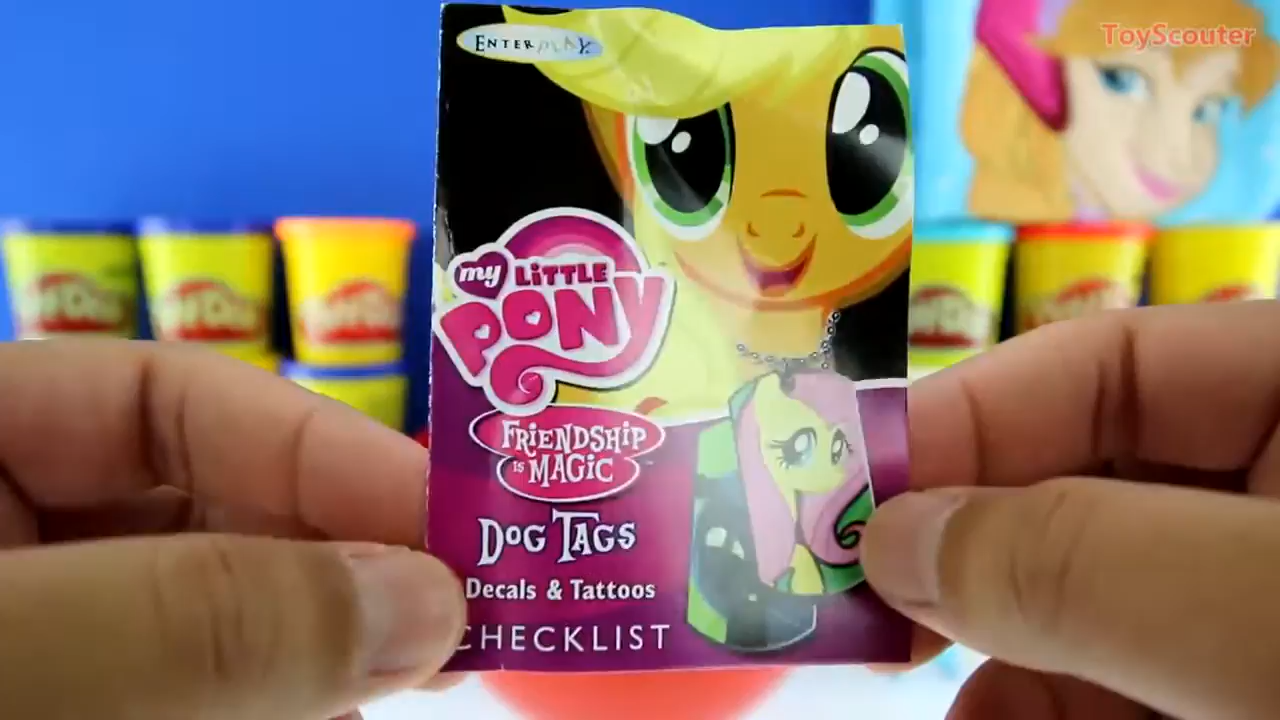 ENTERPLAY
ToyScouter
my LITTLE
PONY
FRIENDSHIP
IS MAGIC
DOG TAGS
Decals & Tattoos
CHECKLIST